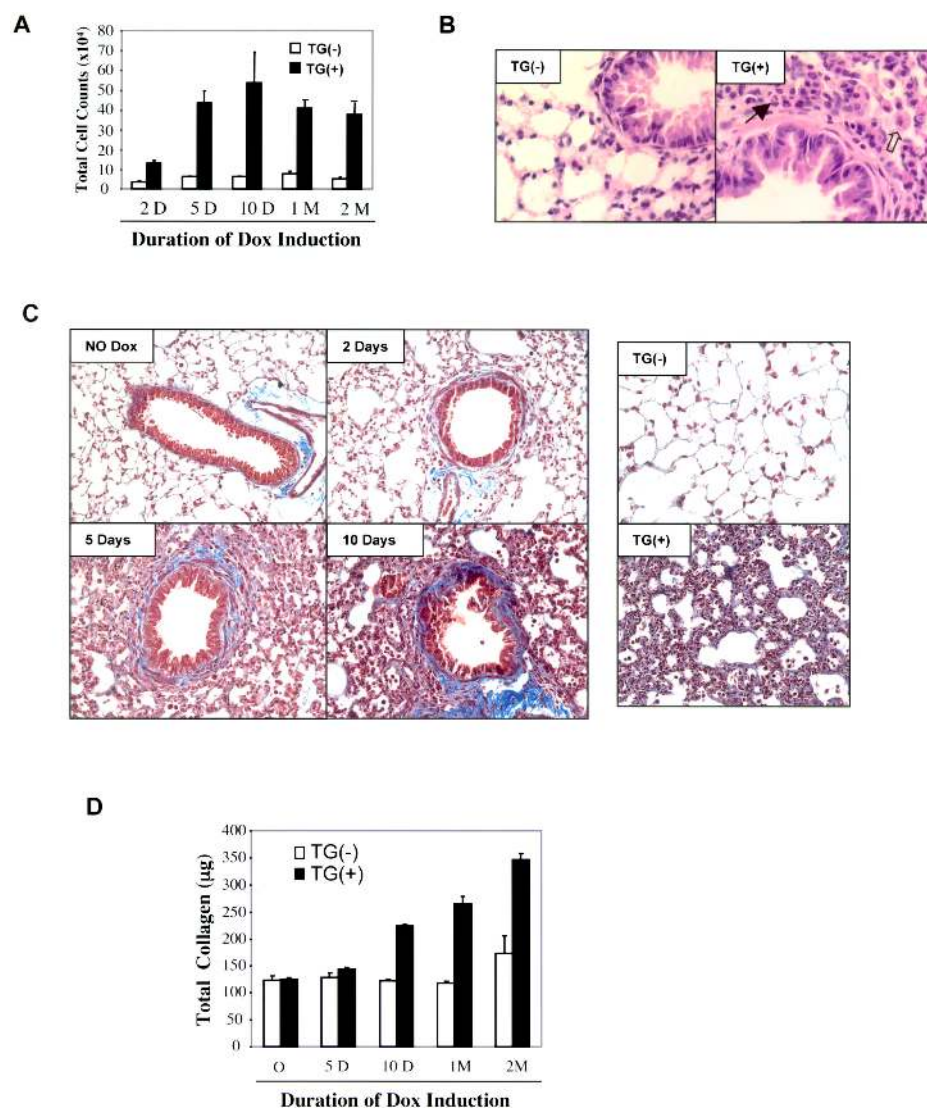 A
Total Cell Counts (x10⁴)
80
70
60
50
40
30
20
10
0
TG(-)
TG(+)
2 D 5 D 10 D 1 M 2 M
Duration of Dox Induction
B
TG(-)
TG(+)
C
NO Dox
2 Days
5 Days
10 Days
TG(-)
TG(+)
D
Total Collagen (µg)
400
350
300
250
200
150
100
50
0
TG(-)
TG(+)
O 5 D 10 D 1M 2M
Duration of Dox Induction